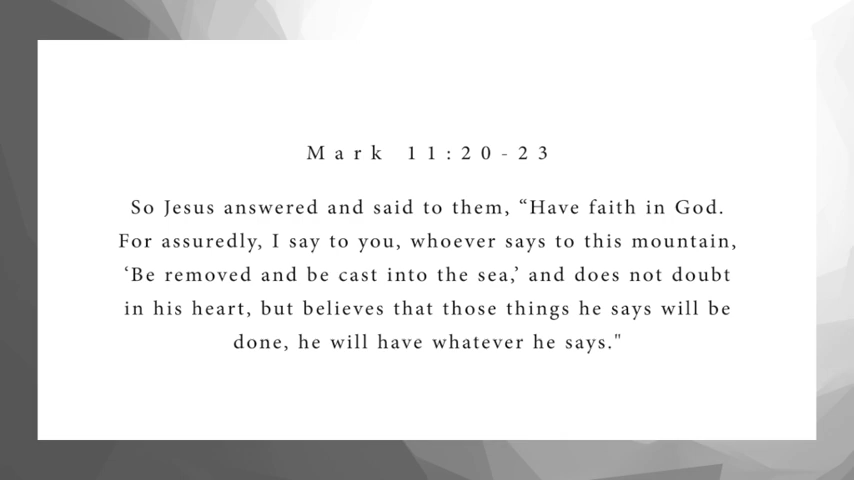 Mark 11:20-23
So Jesus answered and said to them, “Have faith in God.
For assuredly, I say to you, whoever says to this mountain,
‘Be removed and be cast into the sea,’ and does not doubt
in his heart, but believes that those things he says will be
done, he will have whatever he says."